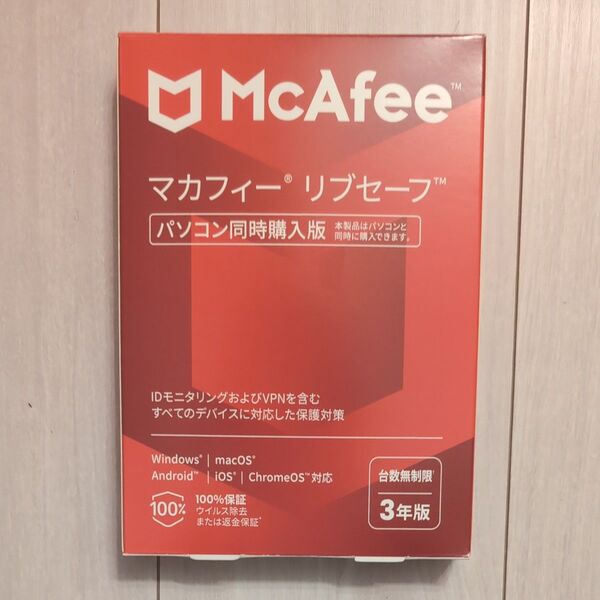 McAfee™
マカフィー® リブセーフ™
パソコン同時購入版
本製品はパソコンと
同時に購入できます。
IDモニタリングおよびVPNを含む
すべてのデバイスに対応した保護対策
Windows® | macOS®
Android™ | iOS® | ChromeOS™ 対応
100%
100%保証
ウイルス除去
または返金保証*
台数無制限†
3年版